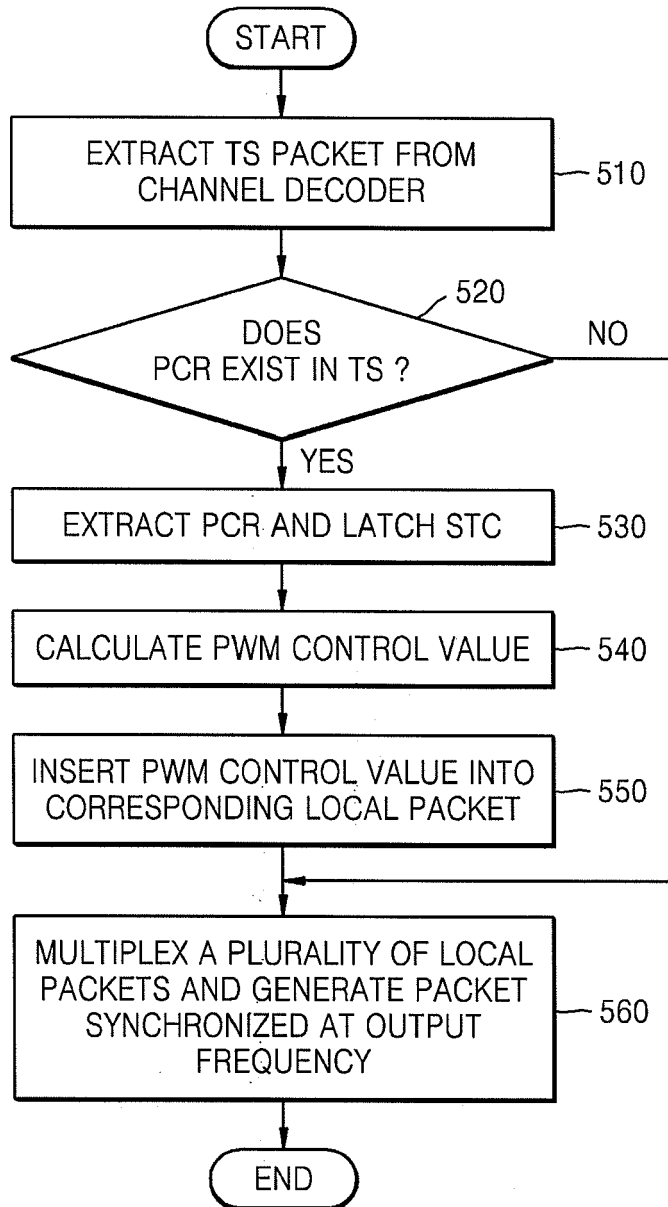 START
EXTRACT TS PACKET FROM
CHANNEL DECODER
510
520
DOES
PCR EXIST IN TS ?
NO
YES
EXTRACT PCR AND LATCH STC
530
CALCULATE PWM CONTROL VALUE
540
INSERT PWM CONTROL VALUE INTO
CORRESPONDING LOCAL PACKET
550
MULTIPLEX A PLURALITY OF LOCAL
PACKETS AND GENERATE PACKET
SYNCHRONIZED AT OUTPUT
FREQUENCY
560
END